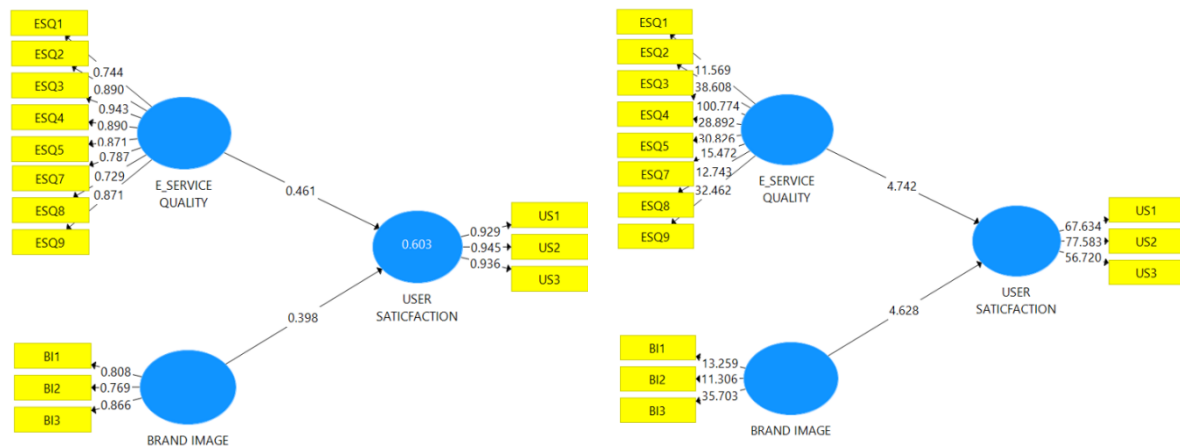 ESQ1
ESQ2
ESQ3
ESQ4
ESQ5
ESQ7
ESQ8
ESQ9
0.744
0.890
0.943
0.890
0.871
0.787
0.729
0.871
E_SERVICE
QUALITY
0.461
0.603
0.929
0.945
0.936
US1
US2
US3
USER
SATICFACTION
0.398
BI1
BI2
BI3
0.808
0.769
0.866
BRAND IMAGE
ESQ1
ESQ2
ESQ3
ESQ4
ESQ5
ESQ7
ESQ8
ESQ9
11.569
38.608
100.774
28.892
30.826
15.472
12.743
32.462
E_SERVICE
QUALITY
4.742
67.634
77.583
56.720
US1
US2
US3
USER
SATICFACTION
4.628
BI1
BI2
BI3
13.259
11.306
35.703
BRAND IMAGE